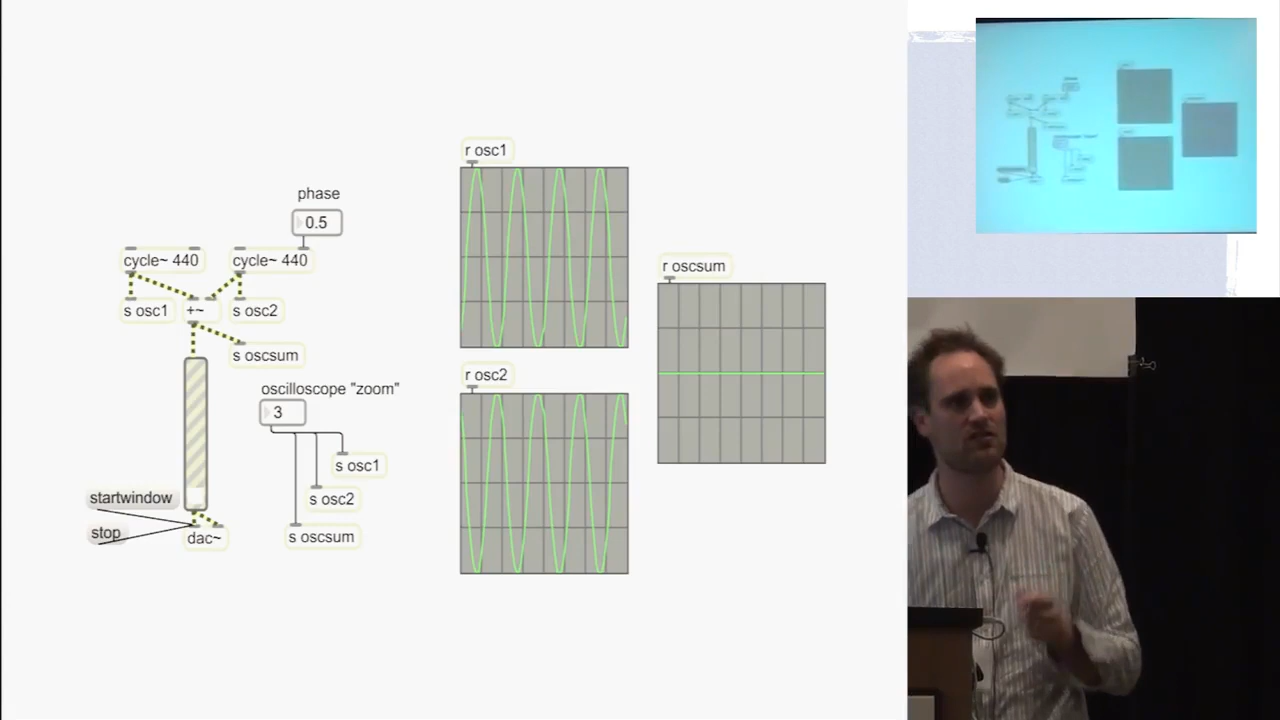 phase
0.5
cycle~ 440
cycle~ 440
s osc1
+~
s osc2
s oscsum
oscilloscope "zoom"
3
s osc1
s osc2
s oscsum
startwindow
stop
dac~
r osc1
r osc2
r oscsum